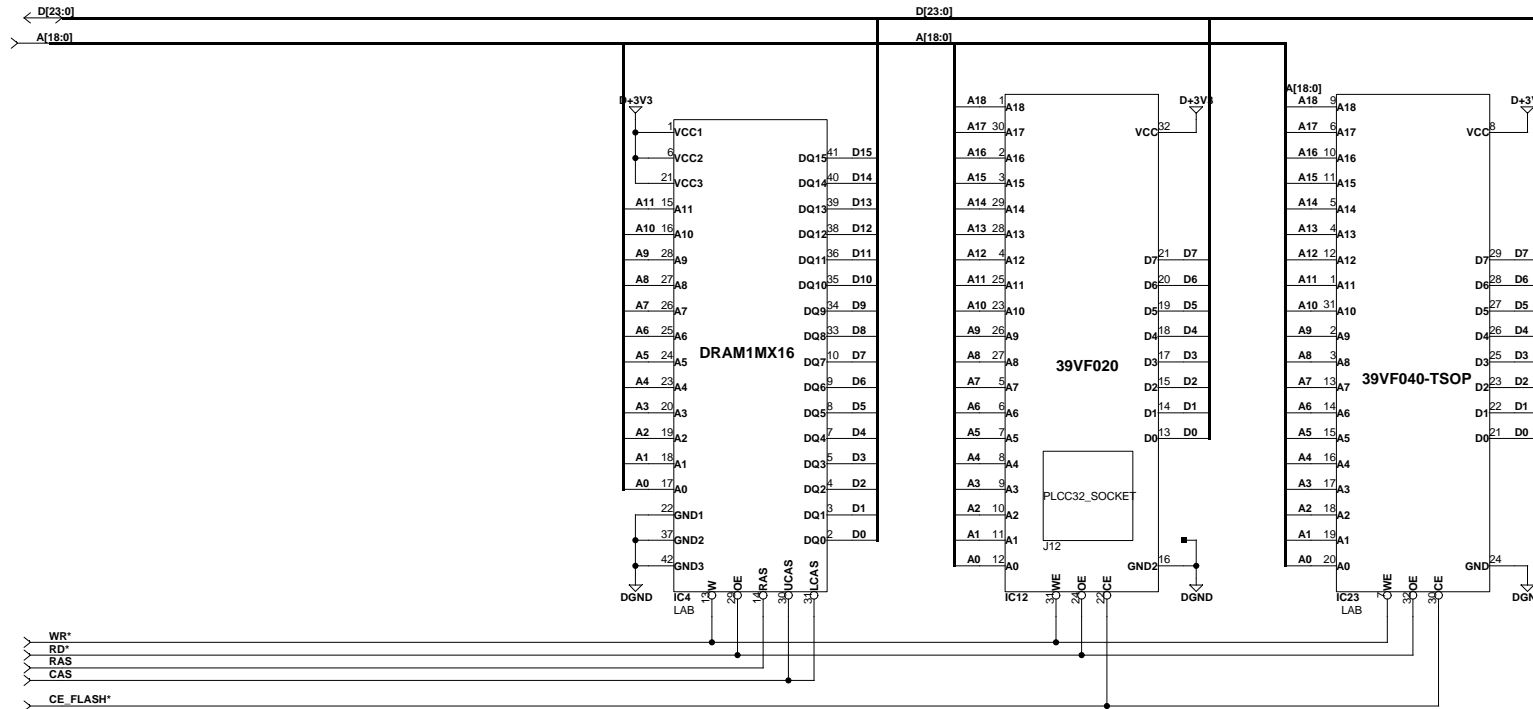 D[23:0] D[23:0]
A[18:0] A[18:0]
A[18:0]
D+3V3
1 VCC1
6 VCC2
21 VCC3
A11 15 A11
A10 16 A10
A9 28 A9
A8 27 A8
A7 26 A7
A6 25 A6
A5 24 A5
A4 23 A4
A3 20 A3
A2 19 A2
A1 18 A1
A0 17 A0
22 GND1
37 GND2
42 GND3
DGND
DRAM1MX16
DQ15 41 D15
DQ14 40 D14
DQ13 39 D13
DQ12 38 D12
DQ11 36 D11
DQ10 35 D10
DQ9 34 D9
DQ8 33 D8
DQ7 10 D7
DQ6 9 D6
DQ5 8 D5
DQ4 7 D4
DQ3 5 D3
DQ2 4 D2
DQ1 3 D1
DQ0 2 D0
13 W
29 OE
14 RAS
30 UCAS
31 LCAS
IC4
LAB
A18 1 A18
A17 30 A17
A16 2 A16
A15 3 A15
A14 29 A14
A13 28 A13
A12 4 A12
A11 25 A11
A10 23 A10
A9 26 A9
A8 27 A8
A7 5 A7
A6 6 A6
A5 7 A5
A4 8 A4
A3 9 A3
A2 10 A2
A1 11 A1
A0 12 A0
39VF020
PLCC32_SOCKET
J12
D+3V3
VCC 32
D7 21 D7
D6 20 D6
D5 19 D5
D4 18 D4
D3 17 D3
D2 15 D2
D1 14 D1
D0 13 D0
GND2 16
DGND
31 WE
24 OE
22 CE
IC12
A18 9 A18
A17 6 A17
A16 10 A16
A15 11 A15
A14 5 A14
A13 4 A13
A12 12 A12
A11 1 A11
A10 31 A10
A9 2 A9
A8 3 A8
A7 13 A7
A6 14 A6
A5 15 A5
A4 16 A4
A3 17 A3
A2 18 A2
A1 19 A1
A0 20 A0
39VF040-TSOP
D+3V
VCC 8
D7 29 D7
D6 28 D6
D5 27 D5
D4 26 D4
D3 25 D3
D2 23 D2
D1 22 D1
D0 21 D0
GND 24
DGN
7 WE
32 OE
30 CE
IC23
LAB
WR*
RD*
RAS
CAS
CE_FLASH*